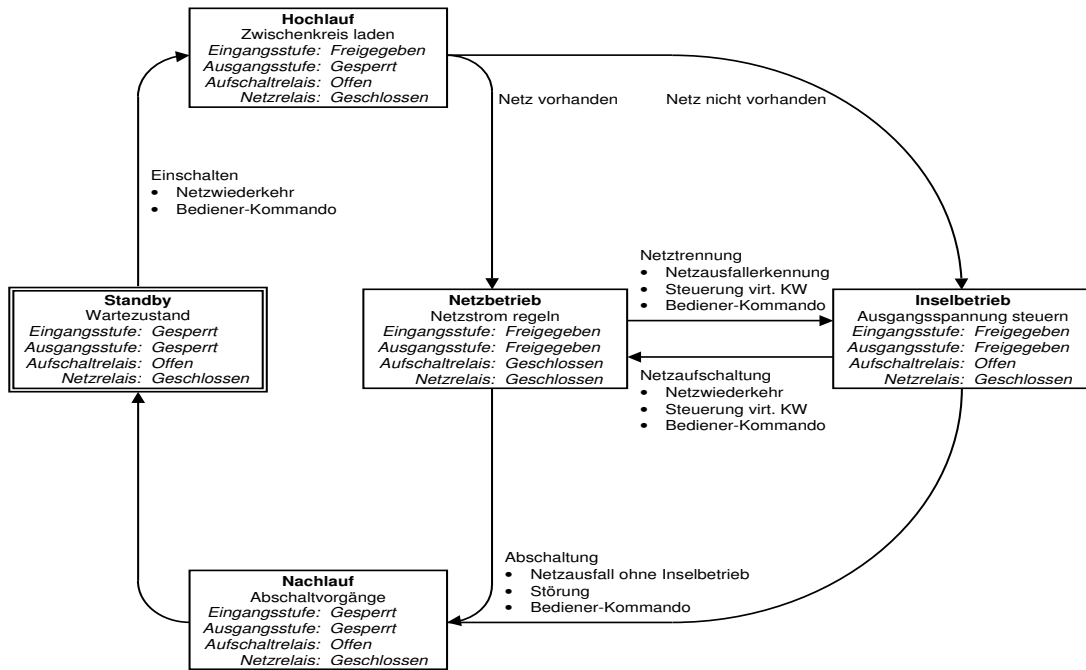 Hochlauf
Zwischenkreis laden
Eingangsstufe: Freigegeben
Ausgangsstufe: Gesperrt
Aufschaltrelais: Offen
Netzrelais: Geschlossen
Netz vorhanden
Netz nicht vorhanden
Einschalten
• Netzwiederkehr
• Bediener-Kommando
Standby
Wartezustand
Eingangsstufe: Gesperrt
Ausgangsstufe: Gesperrt
Aufschaltrelais: Offen
Netzrelais: Geschlossen
Netzbetrieb
Netzstrom regeln
Eingangsstufe: Freigegeben
Ausgangsstufe: Freigegeben
Aufschaltrelais: Geschlossen
Netzrelais: Geschlossen
Netztrennung
• Netzausfallerkennung
• Steuerung virt. KW
• Bediener-Kommando
Netzaufschaltung
• Netzwiederkehr
• Steuerung virt. KW
• Bediener-Kommando
Inselbetrieb
Ausgangsspannung steuern
Eingangsstufe: Freigegeben
Ausgangsstufe: Freigegeben
Aufschaltrelais: Offen
Netzrelais: Geschlossen
Abschaltung
• Netzausfall ohne Inselbetrieb
• Störung
• Bediener-Kommando
Nachlauf
Abschaltvorgänge
Eingangsstufe: Gesperrt
Ausgangsstufe: Gesperrt
Aufschaltrelais: Offen
Netzrelais: Geschlossen